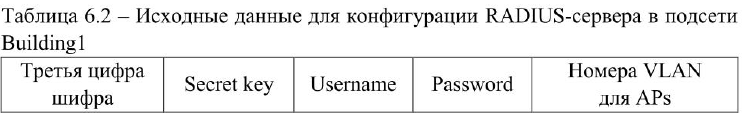 Таблица 6.2 – Исходные данные для конфигурации RADIUS-сервера в подсети
Building1
Третья цифра
шифра
Secret key
Username
Password
Номера VLAN
для APs